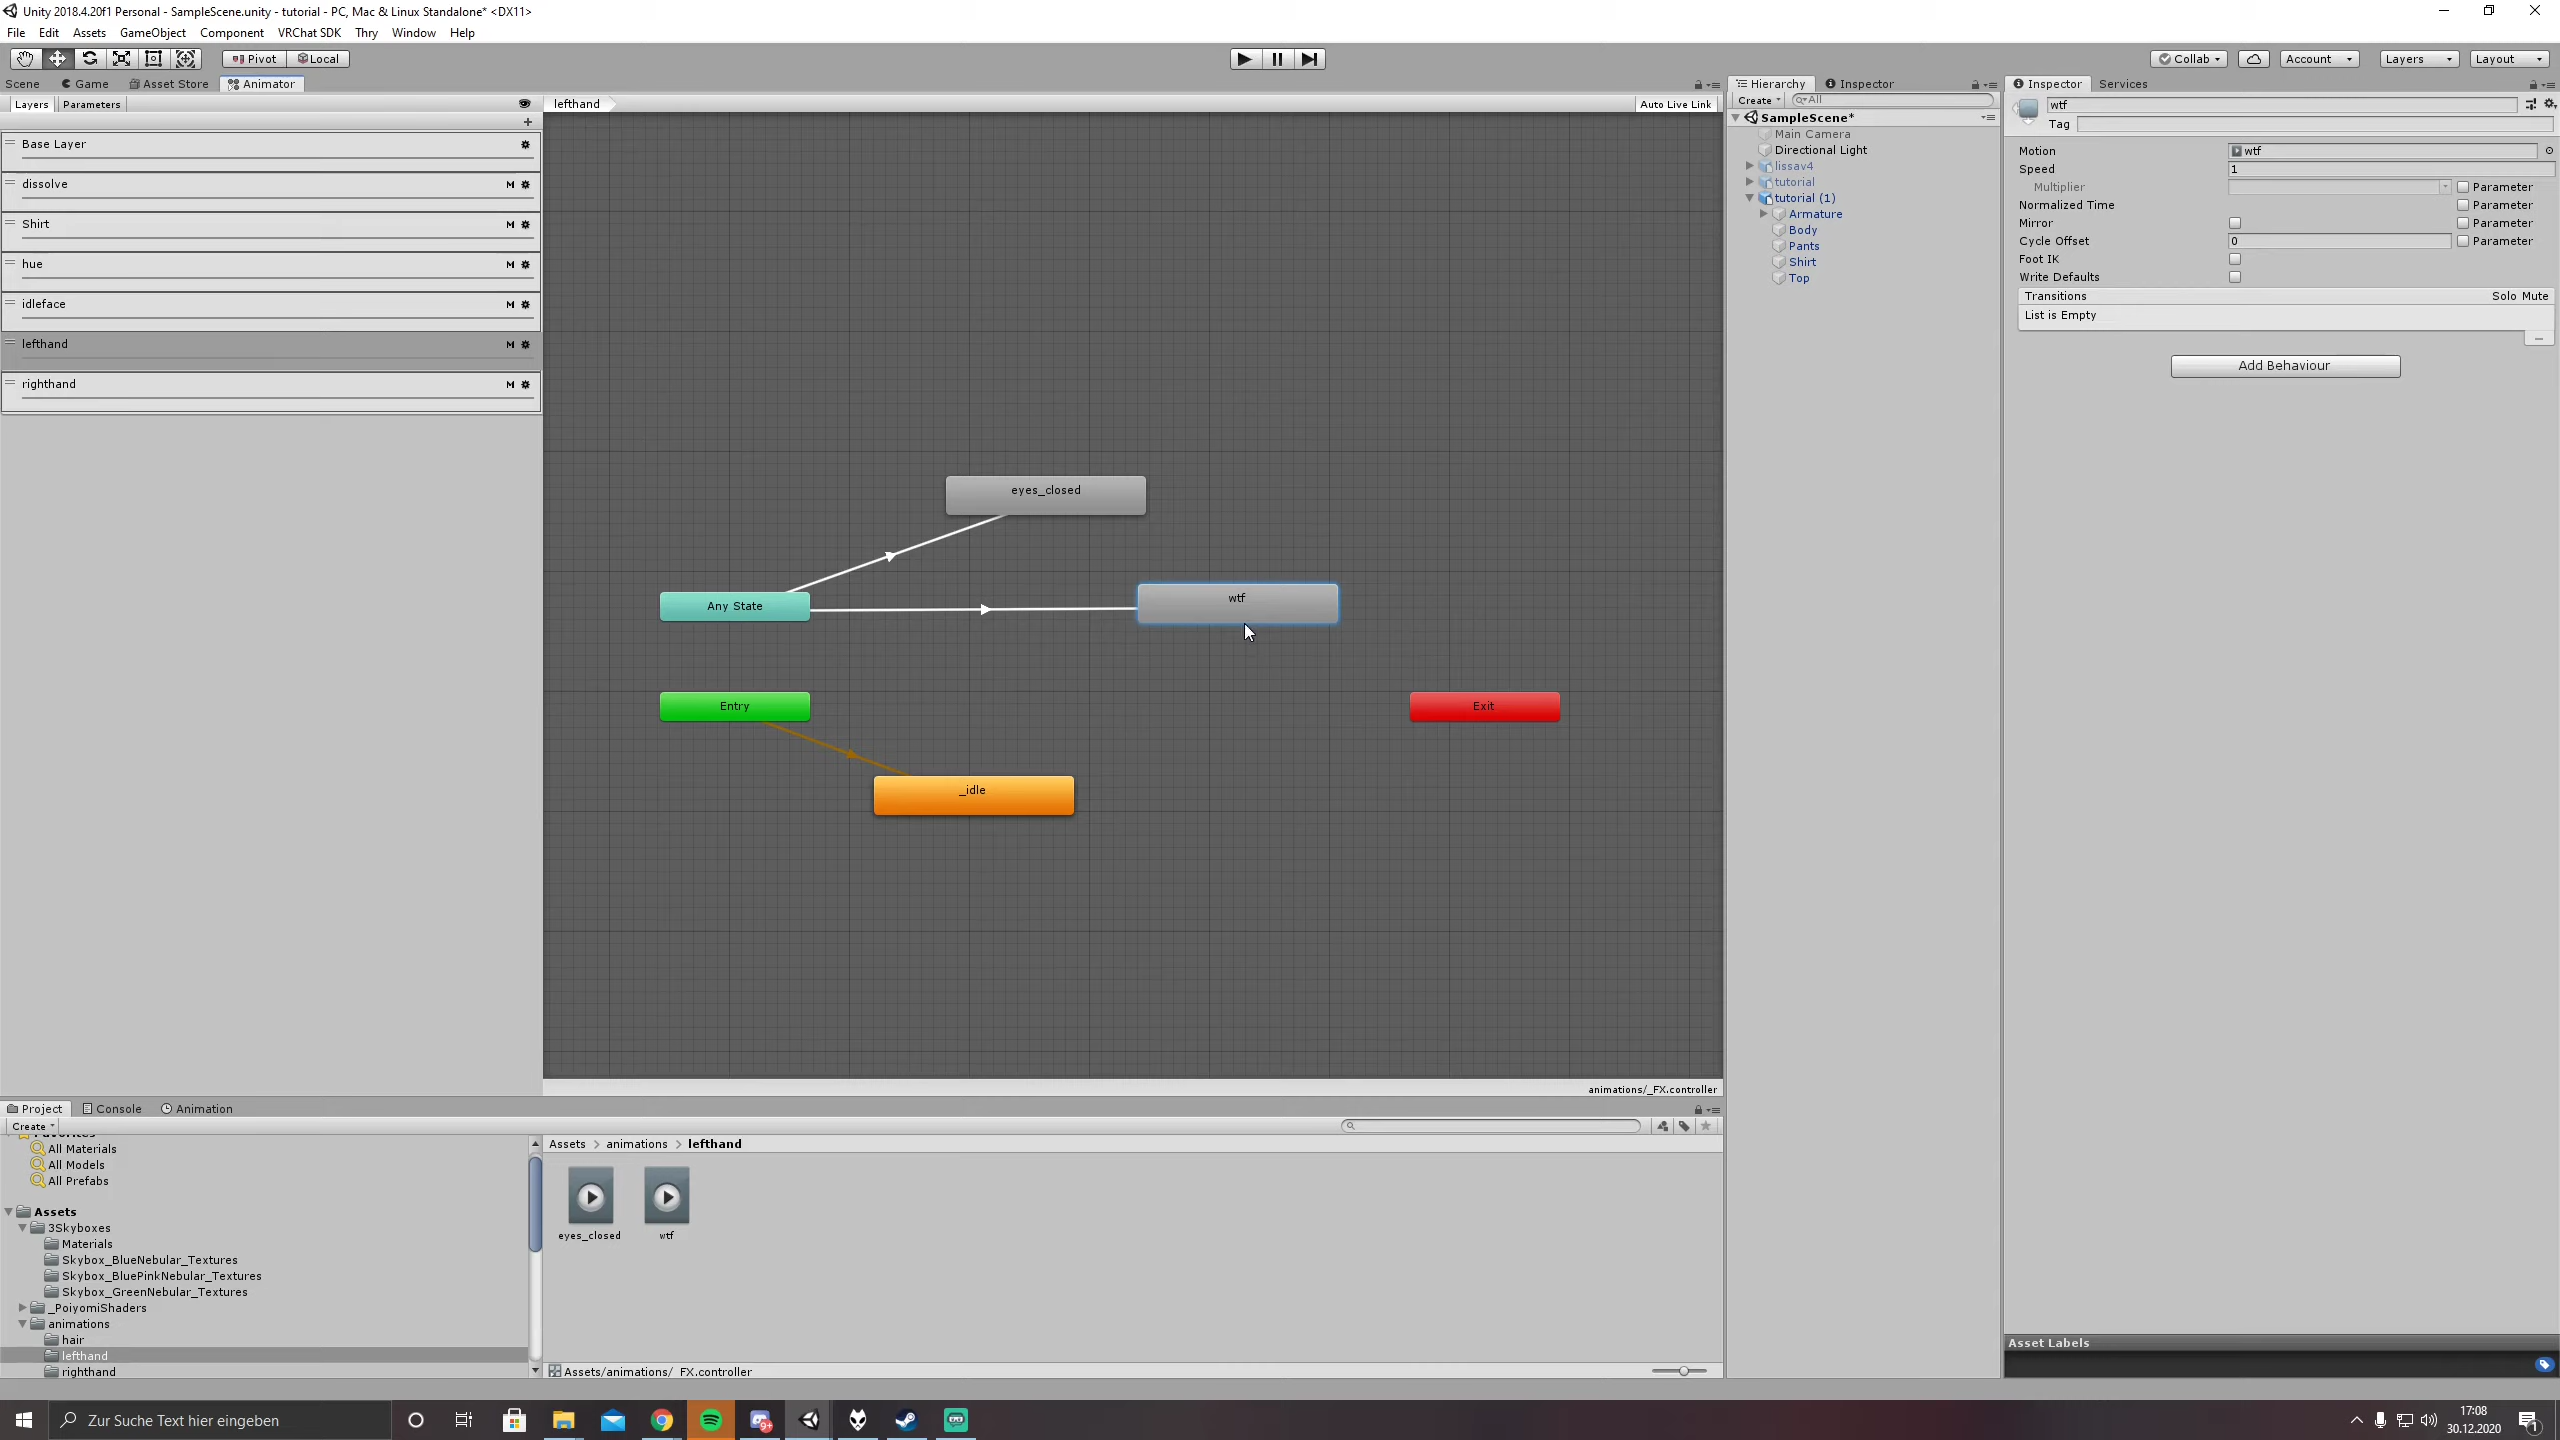 Unity 2018.4.20f1 Personal - SampleScene.unity - tutorial - PC, Mac & Linux Standalone* <DX11>
File Edit Assets GameObject Component VRChat SDK Thry Window Help
Pivot Local Collab Account Layers Layout
Scene Game Asset Store Animator
Layers Parameters
lefthand
Auto Live Link
Base Layer
dissolve M
Shirt M
hue M
idleface M
lefthand M
righthand M
eyes_closed
Any State
wtf
Entry
Exit
_idle
animations/_FX.controller
Hierarchy Inspector
Create All
SampleScene*
Main Camera
Directional Light
lissav4
tutorial
tutorial (1)
Armature
Body
Pants
Shirt
Top
Inspector Services
wtf
Tag
Motion wtf
Speed 1
Multiplier Parameter
Normalized Time Parameter
Mirror Parameter
Cycle Offset 0 Parameter
Foot IK
Write Defaults
Transitions Solo Mute
List is Empty
Add Behaviour
Asset Labels
Project Console Animation
Create
Favorites
All Materials
All Models
All Prefabs
Assets
3Skyboxes
Materials
Skybox_BlueNebular_Textures
Skybox_BluePinkNebular_Textures
Skybox_GreenNebular_Textures
_PoiyomiShaders
animations
hair
lefthand
righthand
Assets > animations > lefthand
eyes_closed wtf
Assets/animations/_FX.controller
Zur Suche Text hier eingeben
9+
17:08
30.12.2020
1